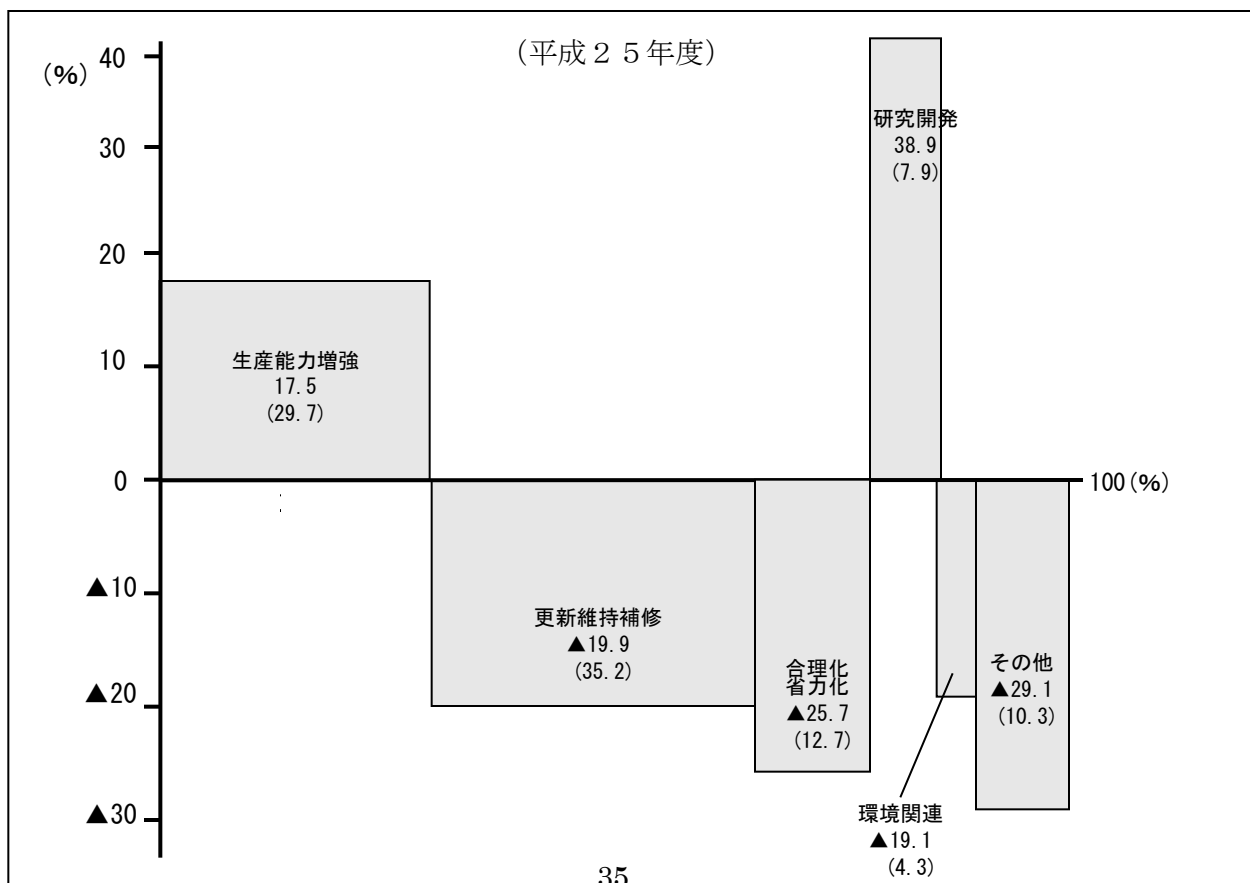 (平成２５年度)
(%)
40
30
20
10
0
▲10
▲20
▲30
100(%)
生産能力増強
17.5
(29.7)
更新維持補修
▲19.9
(35.2)
合理化
省力化
▲25.7
(12.7)
研究開発
38.9
(7.9)
環境関連
▲19.1
(4.3)
その他
▲29.1
(10.3)
35